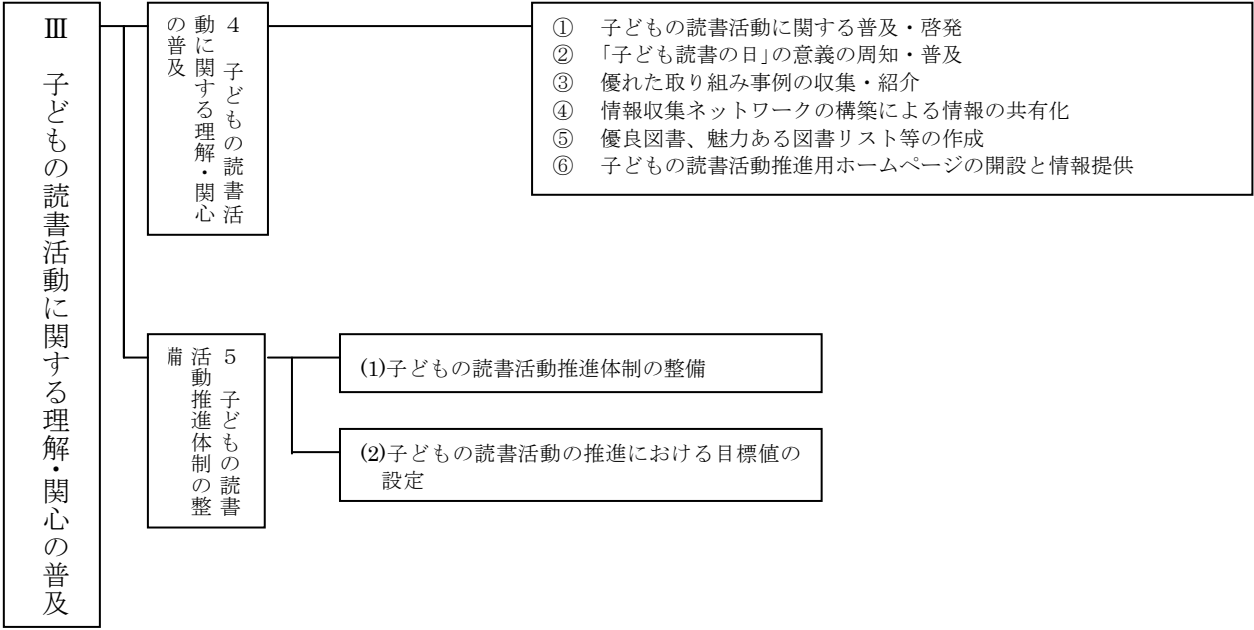 Ⅲ　子どもの読書活動に関する理解・関心の普及
４　子どもの読書活
動に関する理解・関心
の普及
①　子どもの読書活動に関する普及・啓発
②　「子ども読書の日」の意義の周知・普及
③　優れた取り組み事例の収集・紹介
④　情報収集ネットワークの構築による情報の共有化
⑤　優良図書、魅力ある図書リスト等の作成
⑥　子どもの読書活動推進用ホームページの開設と情報提供
５　子どもの読書
活動推進体制の整
備
(1)子どもの読書活動推進体制の整備
(2)子どもの読書活動の推進における目標値の
設定